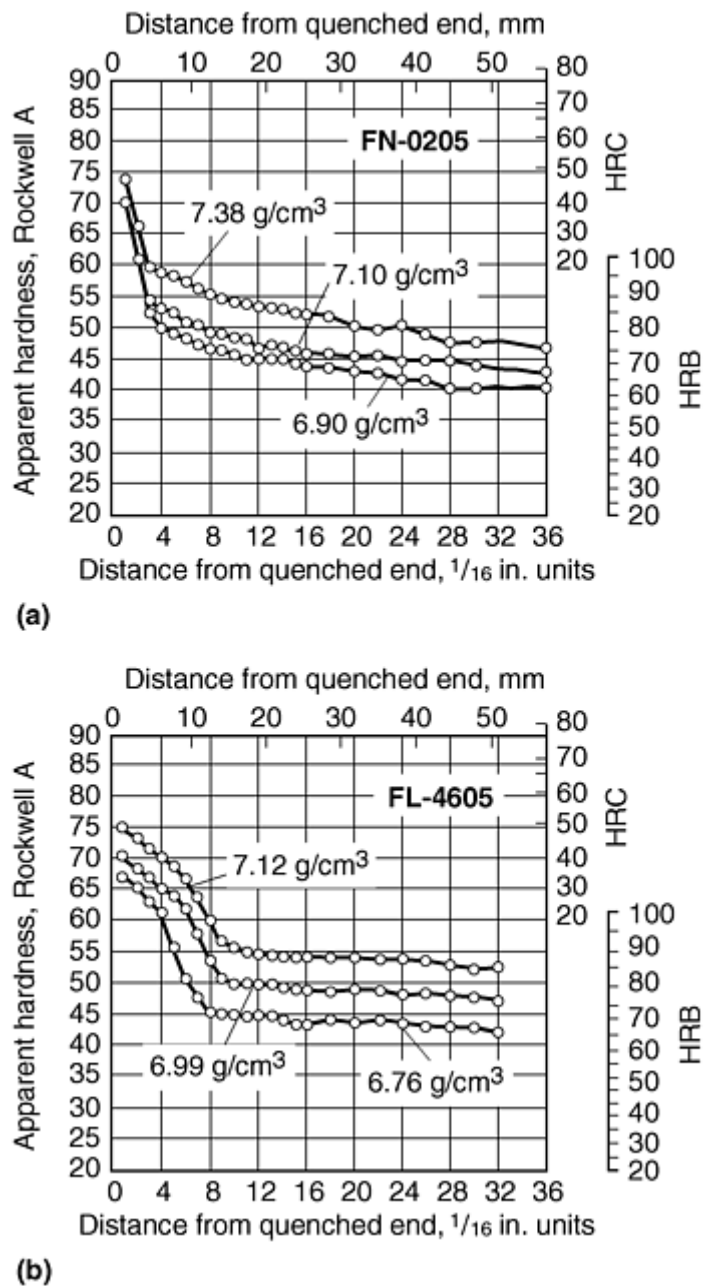 Distance from quenched end, mm
0 10 20 30 40 50
90 85 80 75 70 65 60 55 50 45 40 35 30 25 20
Apparent hardness, Rockwell A
FN-0205
7.38 g/cm³
7.10 g/cm³
6.90 g/cm³
80 70 60 50 40 30 20
HRC
100 90 80 70 60 50 40 30 20
HRB
0 4 8 12 16 20 24 28 32 36
Distance from quenched end, 1/16 in. units
(a)
Distance from quenched end, mm
0 10 20 30 40 50
90 85 80 75 70 65 60 55 50 45 40 35 30 25 20
Apparent hardness, Rockwell A
FL-4605
7.12 g/cm³
6.99 g/cm³
6.76 g/cm³
80 70 60 50 40 30 20
HRC
100 90 80 70 60 50 40 30 20
HRB
0 4 8 12 16 20 24 28 32 36
Distance from quenched end, 1/16 in. units
(b)